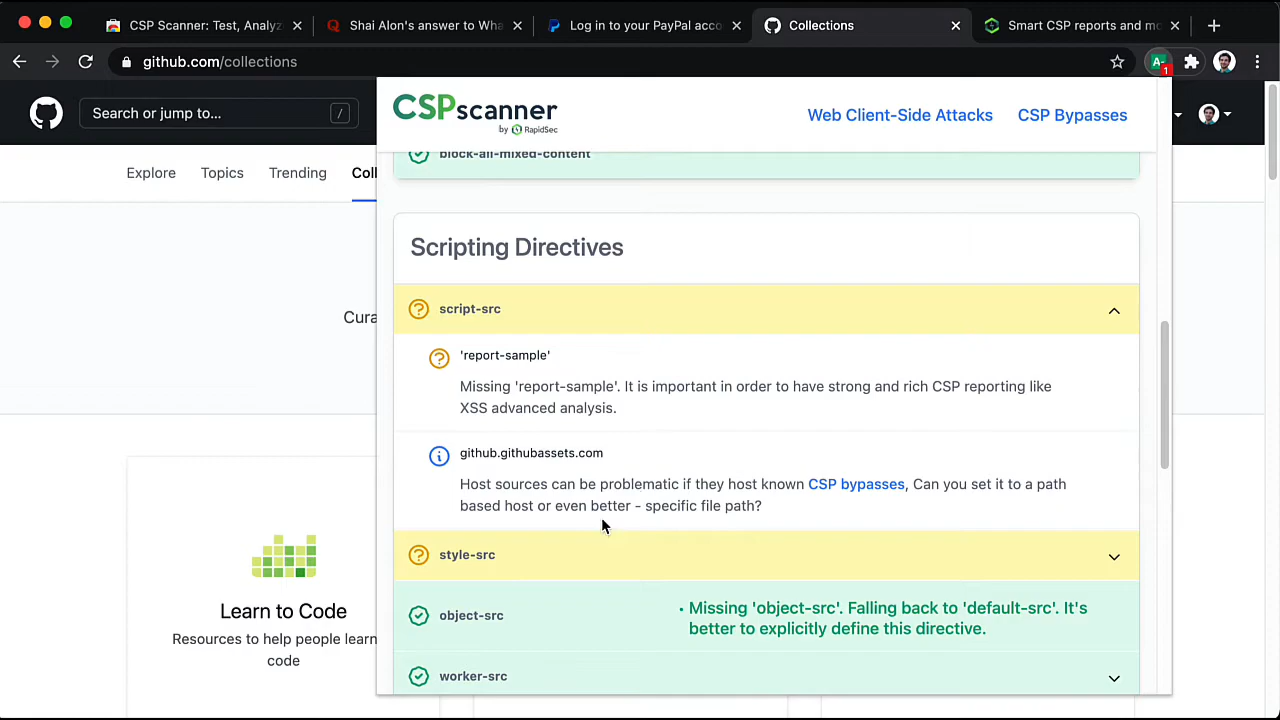 CSP Scanner: Test, Analyz
Shai Alon's answer to Wha
Log in to your PayPal acco
Collections
Smart CSP reports and mo
github.com/collections
A-
1
Search or jump to...
/
CSPscanner
by RapidSec
Web Client-Side Attacks
CSP Bypasses
Explore
Topics
Trending
Coll
block-all-mixed-content
Scripting Directives
script-src
'report-sample'
Missing 'report-sample'. It is important in order to have strong and rich CSP reporting like
XSS advanced analysis.
github.githubassets.com
Host sources can be problematic if they host known CSP bypasses, Can you set it to a path
based host or even better - specific file path?
style-src
object-src
• Missing 'object-src'. Falling back to 'default-src'. It's
better to explicitly define this directive.
worker-src
Cura
Learn to Code
Resources to help people learn
code